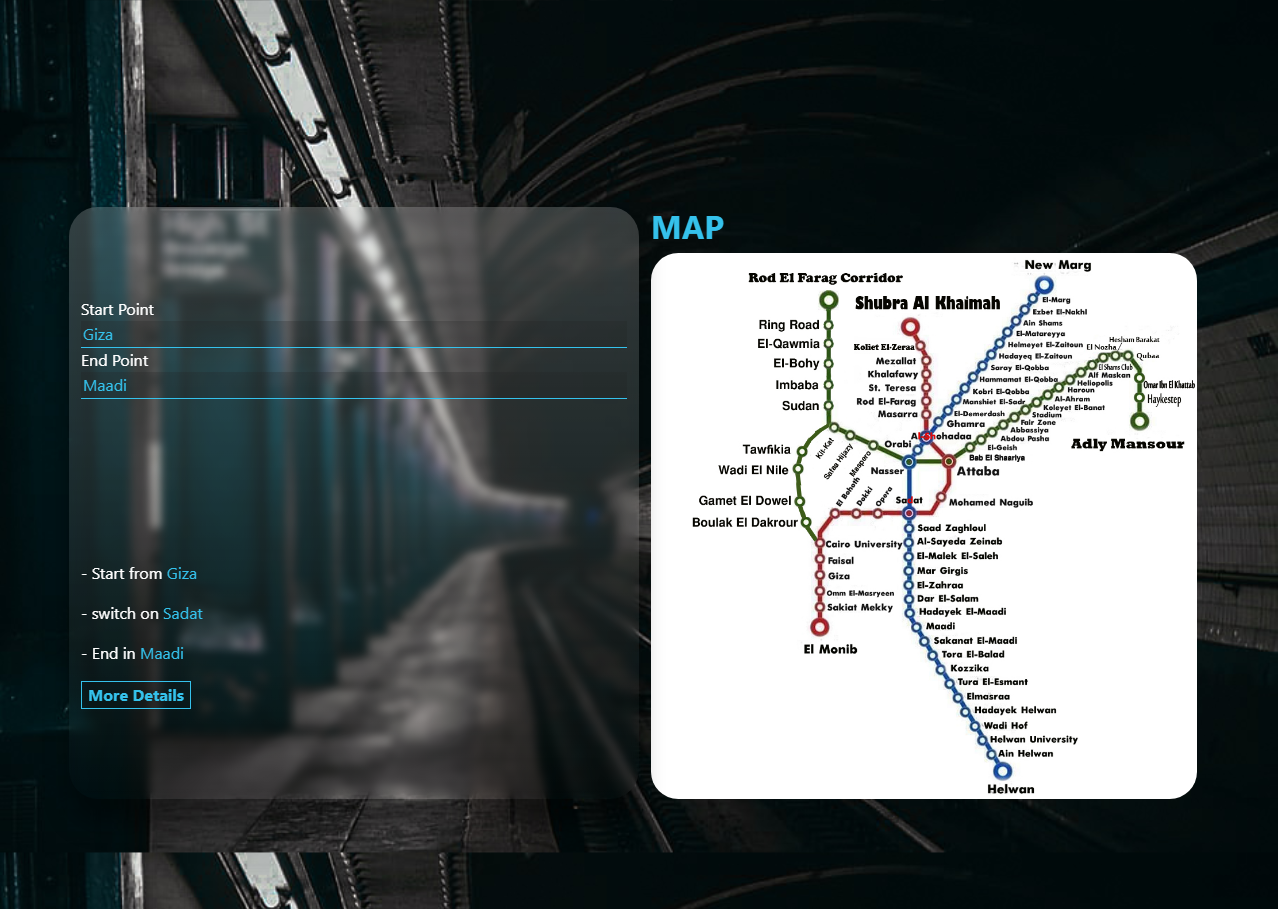 High St
Brooklyn
Bridge
Start Point
Giza
End Point
Maadi
- Start from Giza
- switch on Sadat
- End in Maadi
More Details
MAP
New Marg
Rod El Farag Corridor
Shubra Al Khaimah
El-Marg
Ezbet El-Nakhl
Ain Shams
El-Matareyya
Helmeyet El-Zaitoun
Hadayeq El-Zaitoun
Saray El-Qobba
Hammamat El-Qobba
Kobri El-Qobba
Manshiet El-Sadr
El-Demerdash
Ghamra
Ring Road
El-Qawmia
El-Bohy
Imbaba
Sudan
Koliet El-Zeraa
Mezallat
Khalafawy
St. Teresa
Rod El-Farag
Masarra
Hesham Barakat
El Nozha
Qubaa
El Shams Club
Alf Maskan
Heliopolis
Haroun
Al-Ahram
Koleyet El-Banat
Stadium
Fair Zone
Abbassiya
Abdou Pasha
El-Geish
Bab El Shaariya
Omar Ibn El Khattab
Haykestep
Adly Mansour
Orabi
Nasser
Attaba
Kit-Kat
Safaa Hijazy
Maspero
Tawfikia
Wadi El Nile
Gamet El Dowel
Boulak El Dakrour
El Bohoth
Dokki
Opera
Sadat
Mohamed Naguib
Cairo University
Faisal
Giza
Omm El-Masryeen
Sakiat Mekky
El Monib
Saad Zaghloul
Al-Sayeda Zeinab
El-Malek El-Saleh
Mar Girgis
El-Zahraa
Dar El-Salam
Hadayek El-Maadi
Maadi
Sakanat El-Maadi
Tora El-Balad
Kozzika
Tura El-Esmant
Elmasraa
Hadayek Helwan
Wadi Hof
Helwan University
Ain Helwan
Helwan